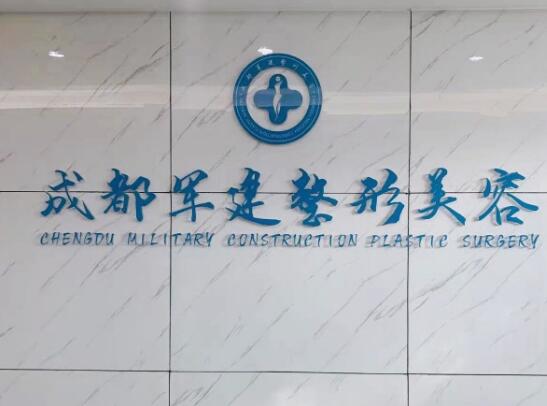 成都军建整形美容
CHENGDU MILITARY CONSTRUCTION PLASTIC SURGERY